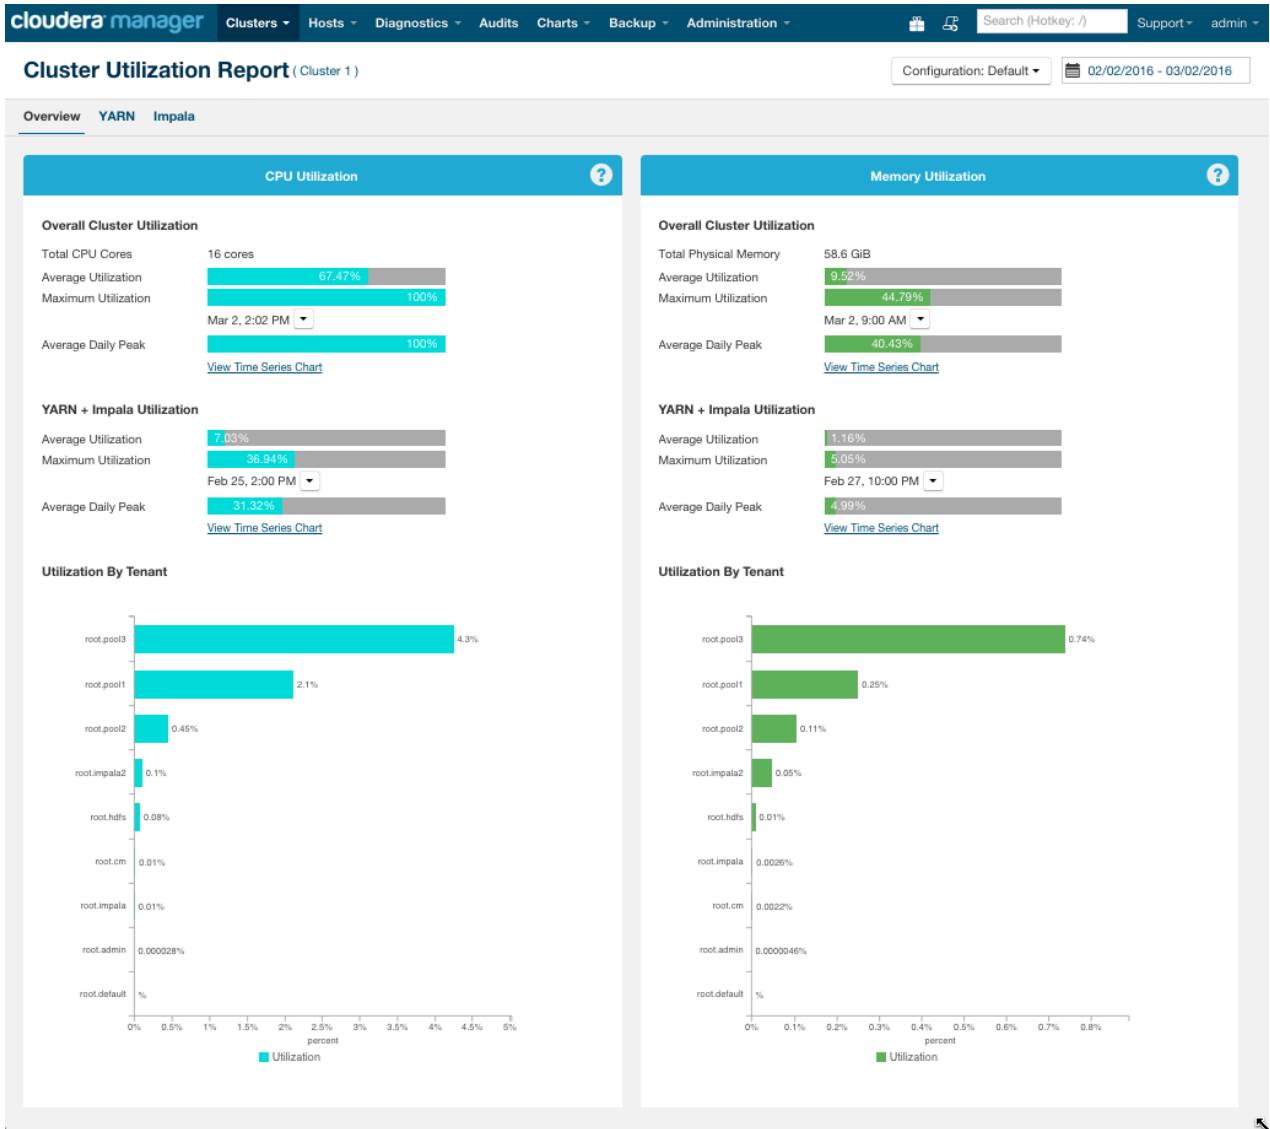 cloudera manager Clusters Hosts Diagnostics Audits Charts Backup Administration Search (Hotkey: /) Support admin
Cluster Utilization Report ( Cluster 1 ) Configuration: Default 02/02/2016 - 03/02/2016
Overview YARN Impala
CPU Utilization ?
Overall Cluster Utilization
Total CPU Cores 16 cores
Average Utilization 67.47%
Maximum Utilization 100%
Mar 2, 2:02 PM
Average Daily Peak 100%
View Time Series Chart
YARN + Impala Utilization
Average Utilization 7.03%
Maximum Utilization 36.94%
Feb 25, 2:00 PM
Average Daily Peak 31.32%
View Time Series Chart
Utilization By Tenant
root.pool3 4.3%
root.pool1 2.1%
root.pool2 0.45%
root.impala2 0.1%
root.hdfs 0.08%
root.cm 0.01%
root.impala 0.01%
root.admin 0.000028%
root.default %
0% 0.5% 1% 1.5% 2% 2.5% 3% 3.5% 4% 4.5% 5%
percent
Utilization
Memory Utilization ?
Overall Cluster Utilization
Total Physical Memory 58.6 GiB
Average Utilization 9.52%
Maximum Utilization 44.79%
Mar 2, 9:00 AM
Average Daily Peak 40.43%
View Time Series Chart
YARN + Impala Utilization
Average Utilization 1.16%
Maximum Utilization 5.05%
Feb 27, 10:00 PM
Average Daily Peak 4.99%
View Time Series Chart
Utilization By Tenant
root.pool3 0.74%
root.pool1 0.25%
root.pool2 0.11%
root.impala2 0.05%
root.hdfs 0.01%
root.impala 0.0026%
root.cm 0.0022%
root.admin 0.0000046%
root.default %
0% 0.1% 0.2% 0.3% 0.4% 0.5% 0.6% 0.7% 0.8%
percent
Utilization